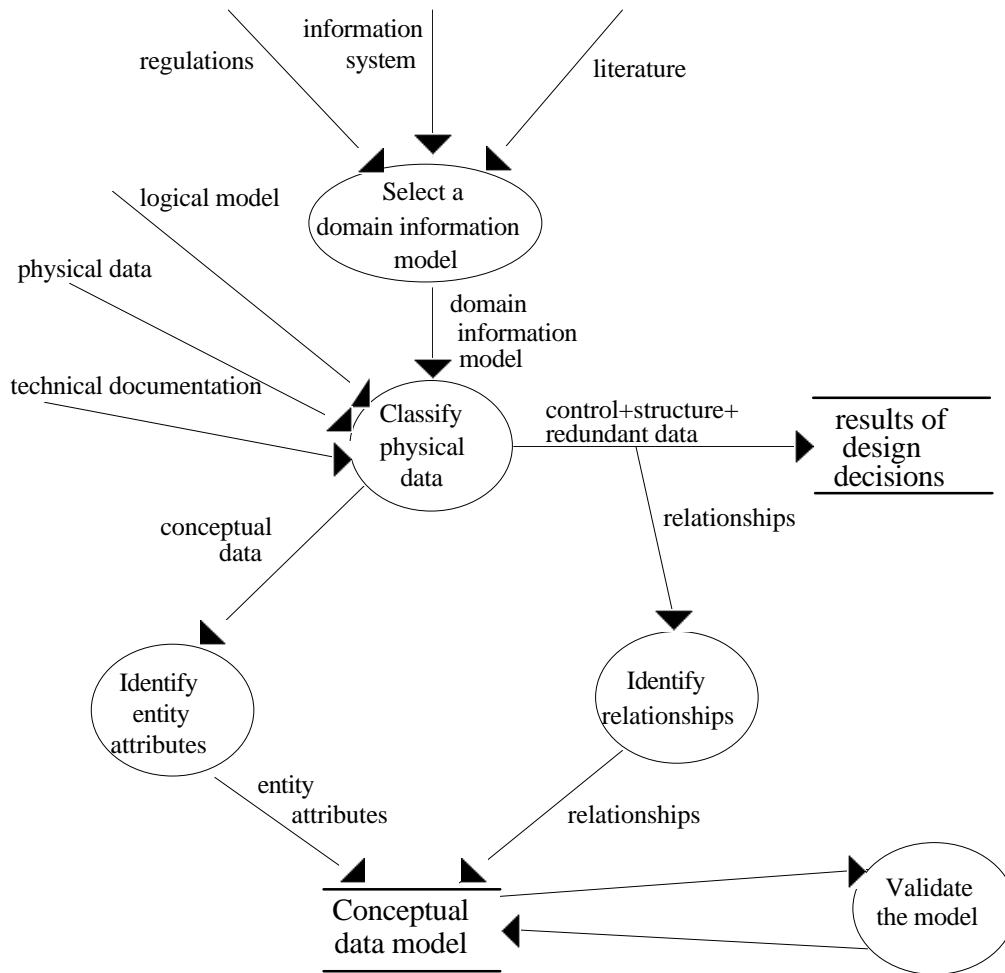 information
system
regulations
literature
Select a
domain information
model
logical model
physical data
domain
information
model
technical documentation
Classify
physical
data
control+structure+
redundant data
results of
design
decisions
relationships
conceptual
data
Identify
entity
attributes
Identify
relationships
entity
attributes
relationships
Conceptual
data model
Validate
the model